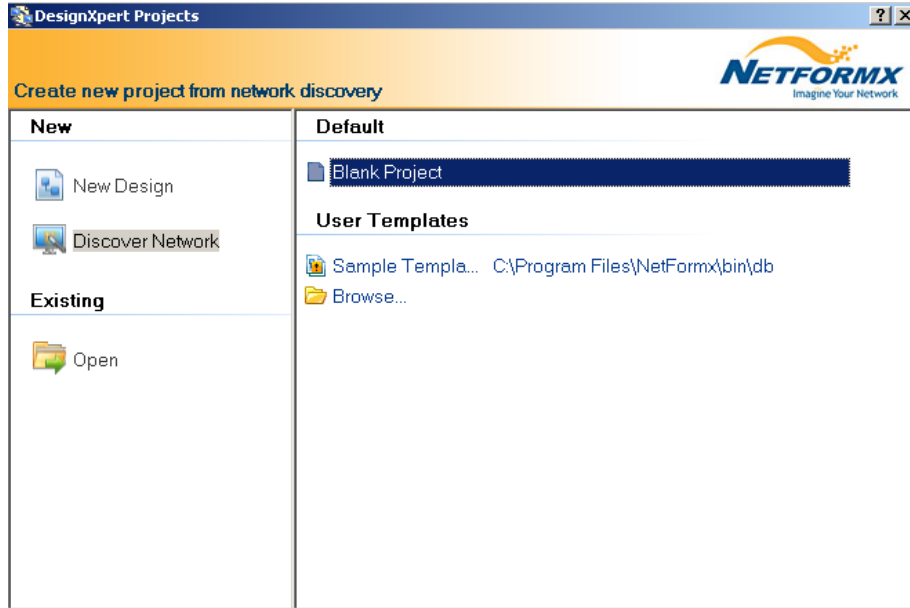 DesignXpert Projects
Create new project from network discovery
NETFORMX
Imagine Your Network
New
New Design
Discover Network
Existing
Open
Default
Blank Project
User Templates
Sample Templa... C:\Program Files\NetFormx\bin\db
Browse...